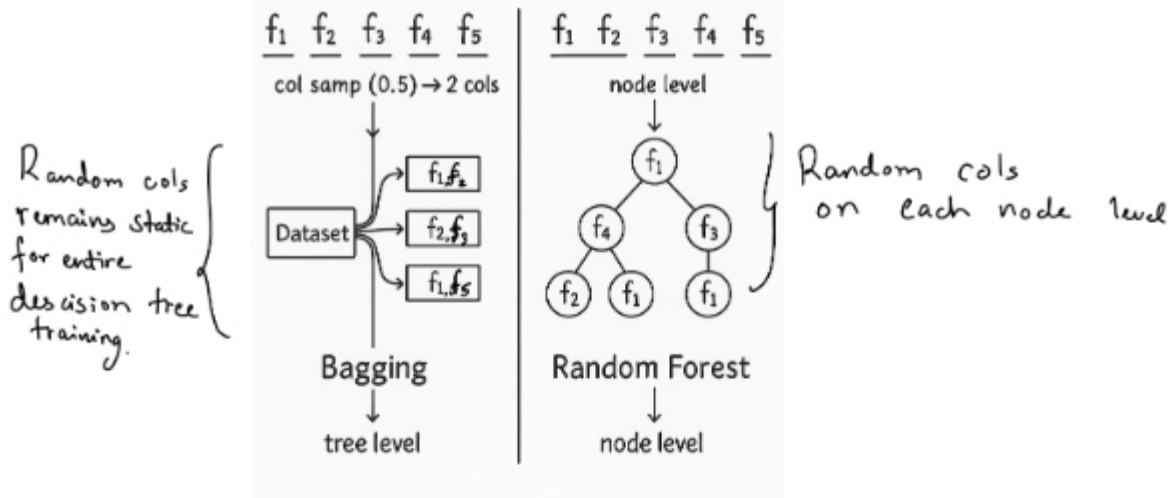 f₁ f₂ f₃ f₄ f₅
col samp (0.5) → 2 cols
Random cols
remains static
for entire
descision tree
training.
Dataset
f₁,f₂
f₂,f₃
f₁,f₅
Bagging
tree level
f₁ f₂ f₃ f₄ f₅
node level
f₁
f₄ f₃
f₂ f₁ f₁
Random cols
on each node level
Random Forest
node level